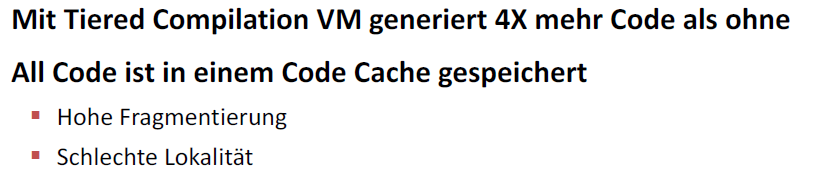 Mit Tiered Compilation VM generiert 4X mehr Code als ohne
All Code ist in einem Code Cache gespeichert
▪ Hohe Fragmentierung
▪ Schlechte Lokalität